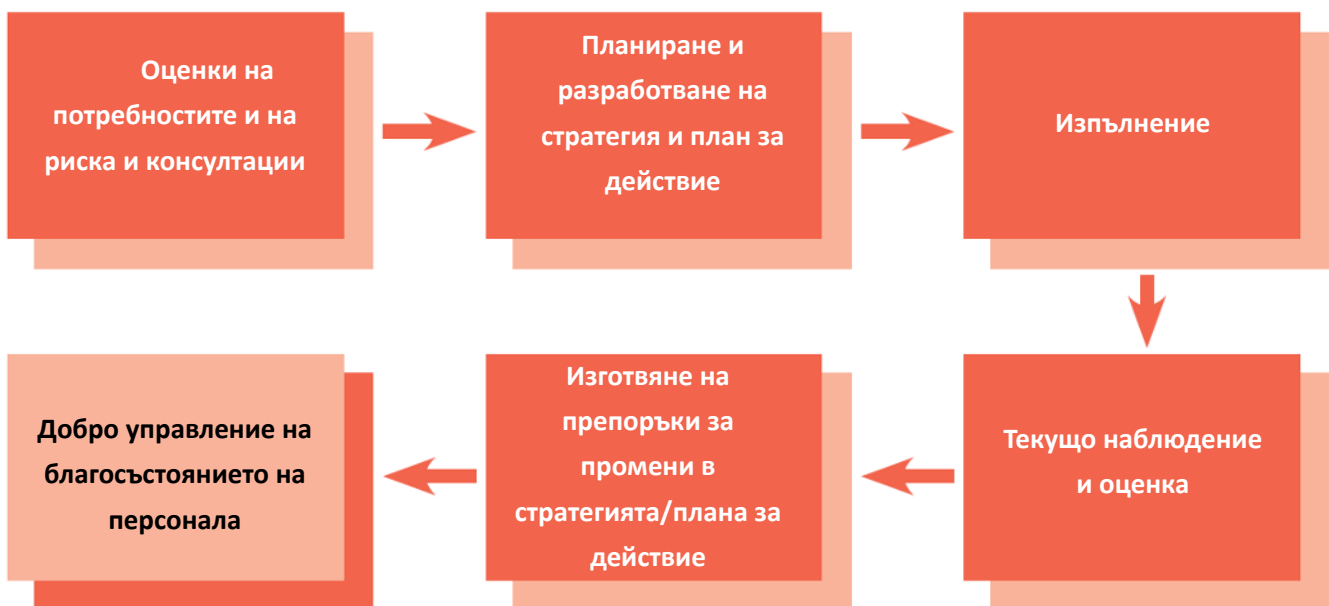 Оценки на
потребностите и на
риска и консултации
Планиране и
разработване на
стратегия и план за
действие
Изпълнение
Текущо наблюдение
и оценка
Изготвяне на
препоръки за
промени в
стратегията/плана за
действие
Добро управление на
благосъстоянието на
персонала